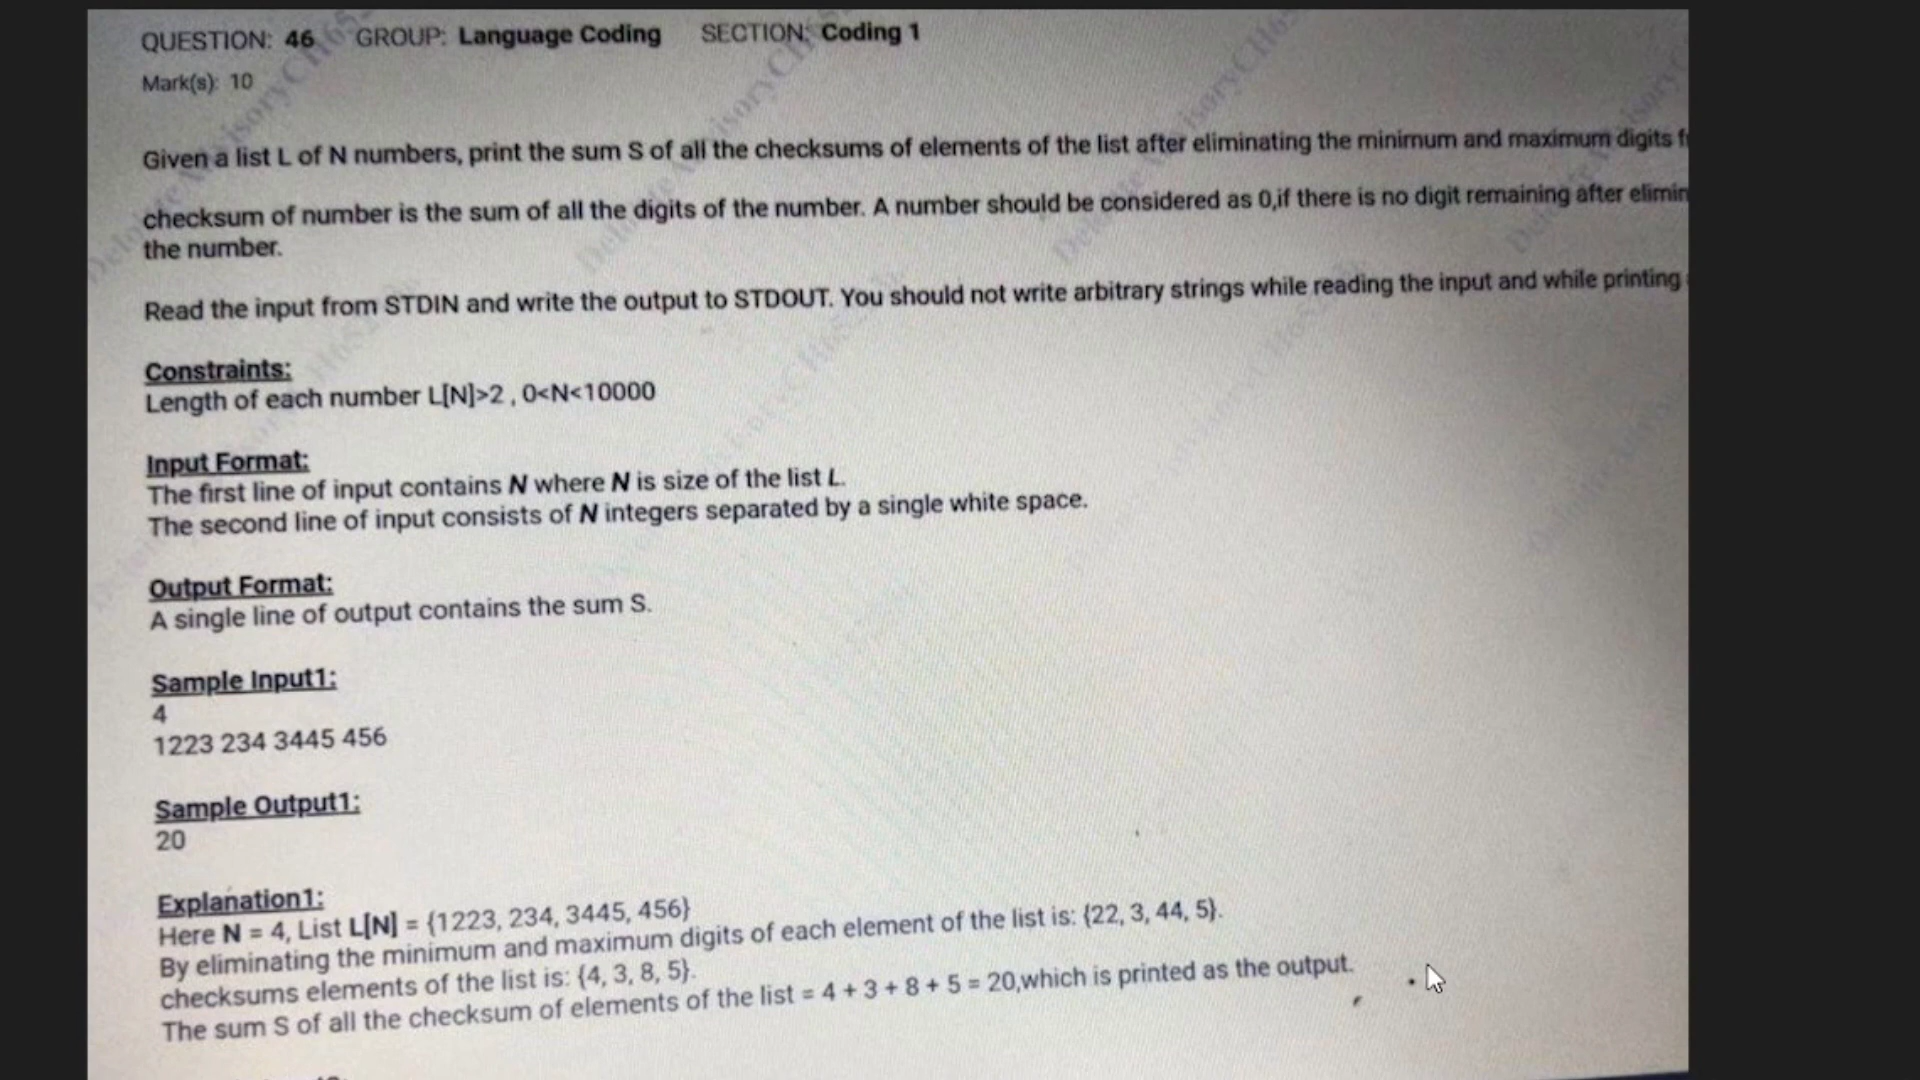 QUESTION: 46 GROUP: Language Coding SECTION: Coding 1
Mark(s): 10
Given a list L of N numbers, print the sum S of all the checksums of elements of the list after eliminating the minimum and maximum digits
checksum of number is the sum of all the digits of the number. A number should be considered as 0,if there is no digit remaining after
the number.
Read the input from STDIN and write the output to STDOUT. You should not write arbitrary strings while reading the input and while printing
Constraints:
Length of each number L[N]>2 , 0<N<10000
Input Format:
The first line of input contains N where N is size of the list L.
The second line of input consists of N integers separated by a single white space.
Output Format:
A single line of output contains the sum S.
Sample Input1:
4
1223 234 3445 456
Sample Output1:
20
Explanation1:
Here N = 4, List L[N] = {1223, 234, 3445, 456}
By eliminating the minimum and maximum digits of each element of the list is: {22, 3, 44, 5}.
checksums elements of the list is: {4, 3, 8, 5}.
The sum S of all the checksum of elements of the list = 4 + 3 + 8 + 5 = 20,which is printed as the output.